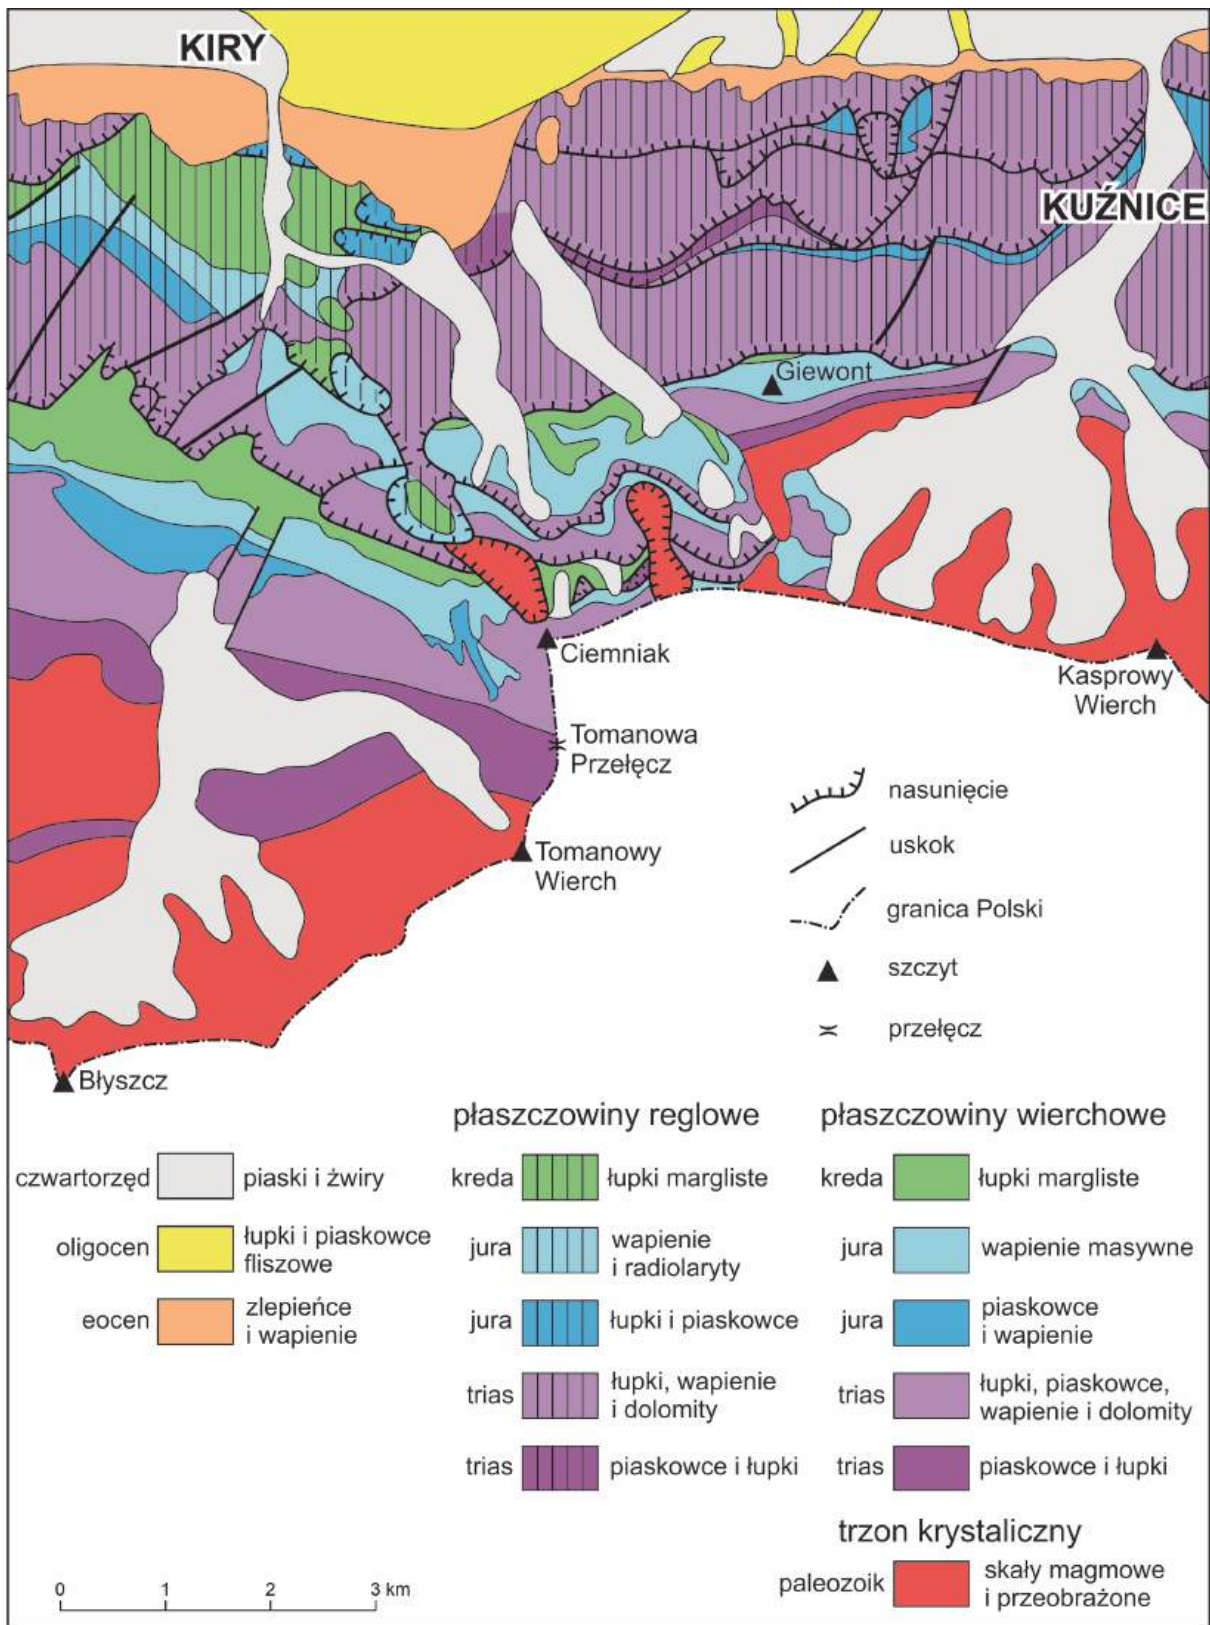 KIRY
KUŹNICE
Giewont
Ciemniak
Kasprowy
Wierch
Tomanowa
Przełęcz
Tomanowy
Wierch
Błyszcz
nasunięcie
uskok
granica Polski
szczyt
przełęcz
czwartorzęd piaski i żwiry
oligocen łupki i piaskowce
fliszowe
eocen zlepieńce
i wapienie
płaszczowiny reglowe
kreda łupki margliste
jura wapienie
i radiolaryty
jura łupki i piaskowce
trias łupki, wapienie
i dolomity
trias piaskowce i łupki
płaszczowiny wierchowe
kreda łupki margliste
jura wapienie masywne
jura piaskowce
i wapienie
trias łupki, piaskowce,
wapienie i dolomity
trias piaskowce i łupki
trzon krystaliczny
paleozoik skały magmowe
i przeobrażone
0 1 2 3 km